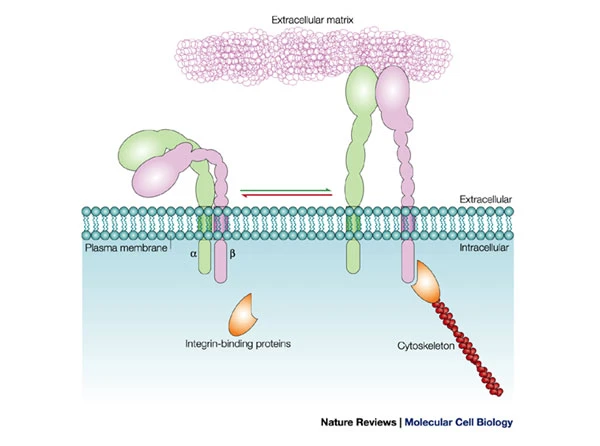 Extracellular matrix
Extracellular
Plasma membrane
α
β
Intracellular
Integrin-binding proteins
Cytoskeleton
Nature Reviews | Molecular Cell Biology